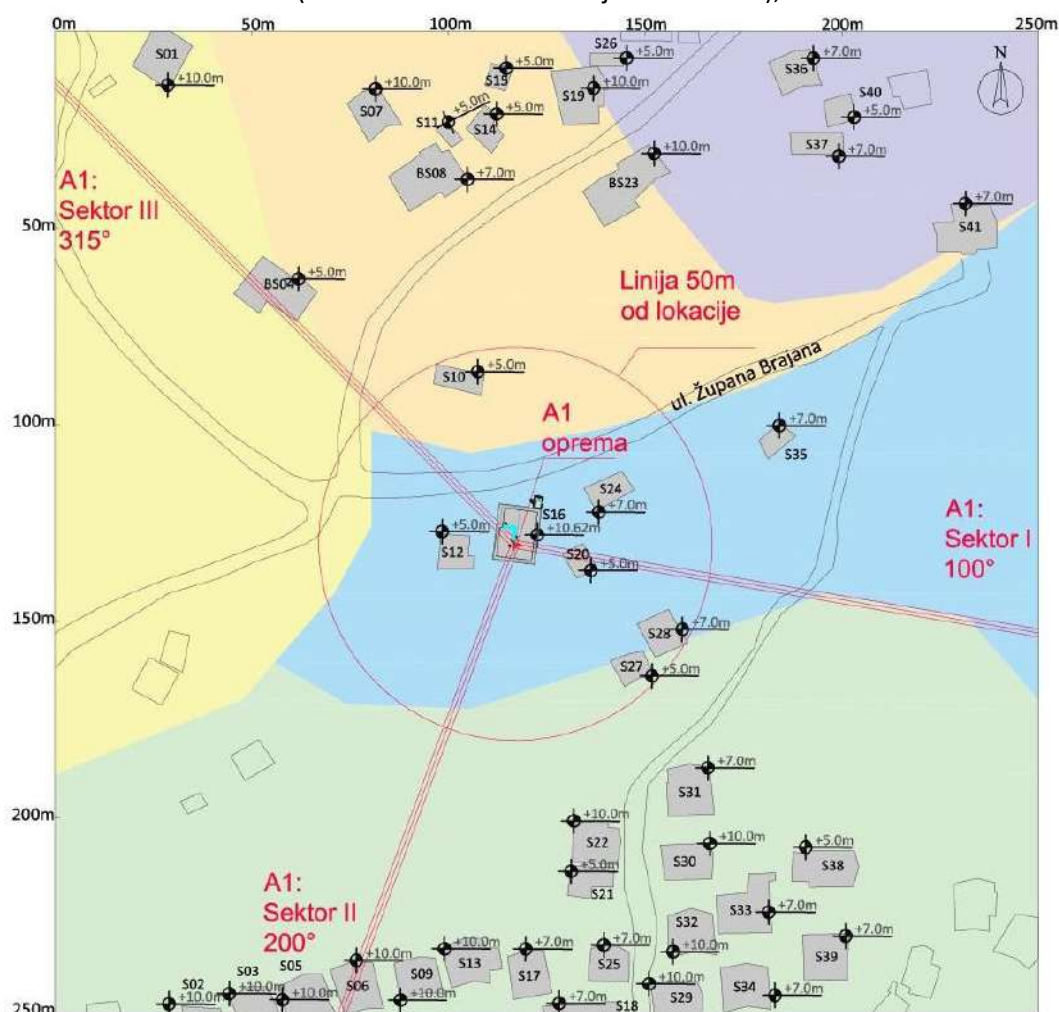 0m
50m
100m
150m
200m
250m
S01
+10.0m
S07
+10.0m
S15
+5.0m
S26
+5.0m
S36
+7.0m
N
S11
+5.0m
S14
+5.0m
S19
+10.0m
S40
+5.0m
S37
+7.0m
BS08
+7.0m
BS23
+10.0m
A1:
Sektor III
315°
50m
S41
+7.0m
BS04
+5.0m
Linija 50m
od lokacije
ul. Župana Brajana
S10
+5.0m
100m
A1
oprema
+7.0m
S35
S24
+7.0m
S16
+10.62m
A1:
Sektor I
100°
+5.0m
S12
S20
+5.0m
150m
S28
+7.0m
S27
+5.0m
S31
+7.0m
200m
+10.0m
S22
+5.0m
S21
S30
+10.0m
+5.0m
S38
A1:
Sektor II
200°
S33
+7.0m
S32
+10.0m
+7.0m
S39
S02
+10.0m
S03
+10.0m
S05
+10.0m
+10.0m
S06
S09
+10.0m
+10.0m
S13
+7.0m
S17
+7.0m
S25
+7.0m
S18
+10.0m
S29
S34
+7.0m
250m